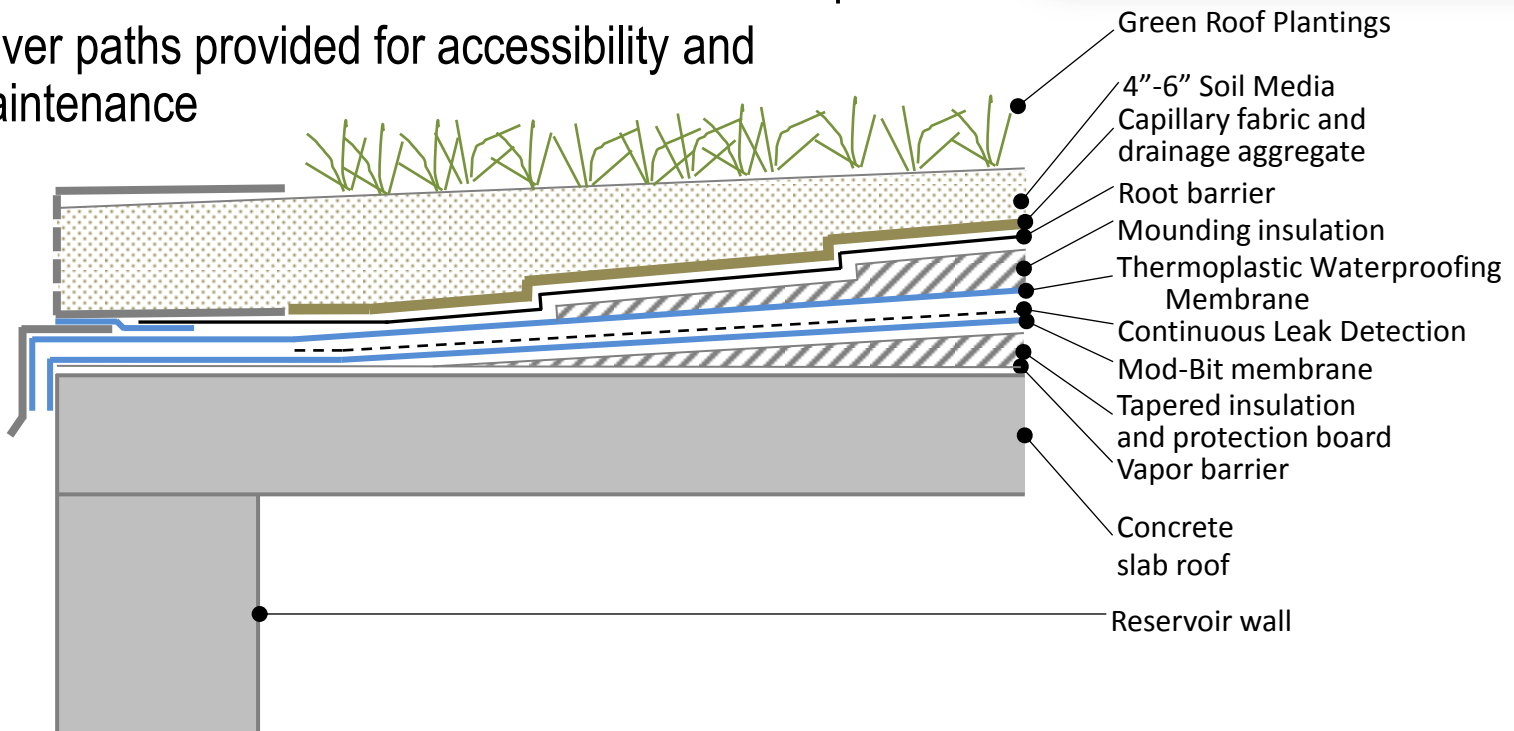 ver paths provided for accessibility and
aintenance
Green Roof Plantings
4”-6” Soil Media
Capillary fabric and
drainage aggregate
Root barrier
Mounding insulation
Thermoplastic Waterproofing
Membrane
Continuous Leak Detection
Mod-Bit membrane
Tapered insulation
and protection board
Vapor barrier
Concrete
slab roof
Reservoir wall